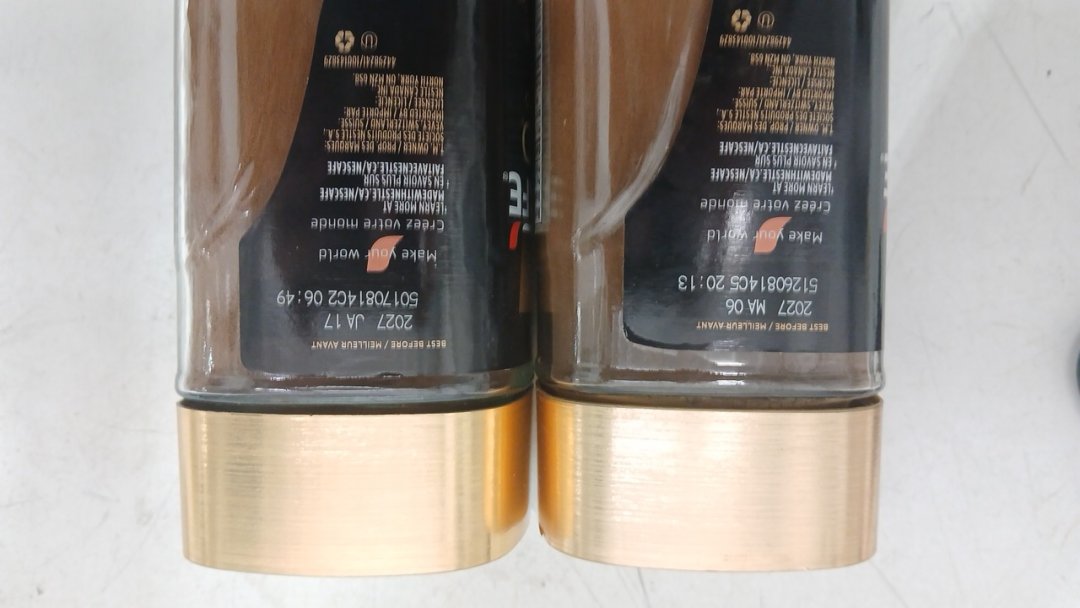 BEST BEFORE / MEILLEUR AVANT
2027 MA 06
51260814C5 20:13
Make your world
Créez votre monde
†LEARN MORE AT
MADEWITHNESTLE.CA/NESCAFE
† EN SAVOIR PLUS SUR
FAITAVECNESTLE.CA/NESCAFE
T.M. OWNER / PROP. DES MARQUES:
SOCIÉTÉ DES PRODUITS NESTLÉ S.A.,
VEVEY, SWITZERLAND / SUISSE.
IMPORTED BY / IMPORTÉ PAR:
LICENSEE / LICENCIÉ:
NESTLÉ CANADA INC.
NORTH YORK, ON M2N 6S8.
44298241/100143829
U
BEST BEFORE / MEILLEUR AVANT
2027 JA 17
50170814C2 06:49
Make your world
Créez votre monde
†LEARN MORE AT
MADEWITHNESTLE.CA/NESCAFE
† EN SAVOIR PLUS SUR
FAITAVECNESTLE.CA/NESCAFE
T.M. OWNER / PROP. DES MARQUES:
SOCIÉTÉ DES PRODUITS NESTLÉ S.A.,
VEVEY, SWITZERLAND / SUISSE.
IMPORTED BY / IMPORTÉ PAR:
LICENSEE / LICENCIÉ:
NESTLÉ CANADA INC.
NORTH YORK, ON M2N 6S8.
44298241/100143829
U